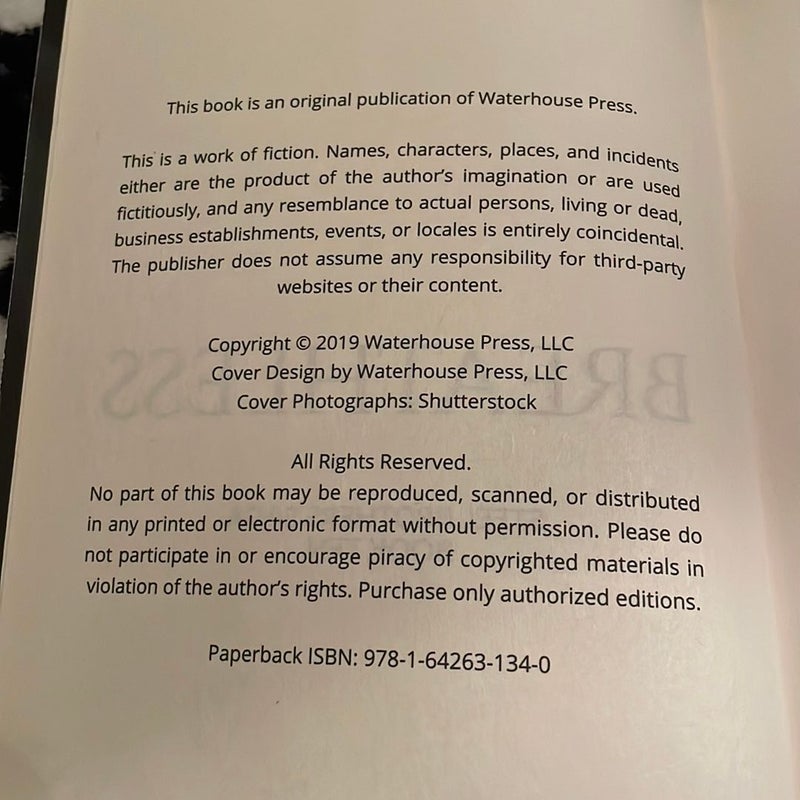 This book is an original publication of Waterhouse Press.
This is a work of fiction. Names, characters, places, and incidents
either are the product of the author's imagination or are used
fictitiously, and any resemblance to actual persons, living or dead,
business establishments, events, or locales is entirely coincidental.
The publisher does not assume any responsibility for third-party
websites or their content.
Copyright © 2019 Waterhouse Press, LLC
Cover Design by Waterhouse Press, LLC
Cover Photographs: Shutterstock
All Rights Reserved.
No part of this book may be reproduced, scanned, or distributed
in any printed or electronic format without permission. Please do
not participate in or encourage piracy of copyrighted materials in
violation of the author's rights. Purchase only authorized editions.
Paperback ISBN: 978-1-64263-134-0